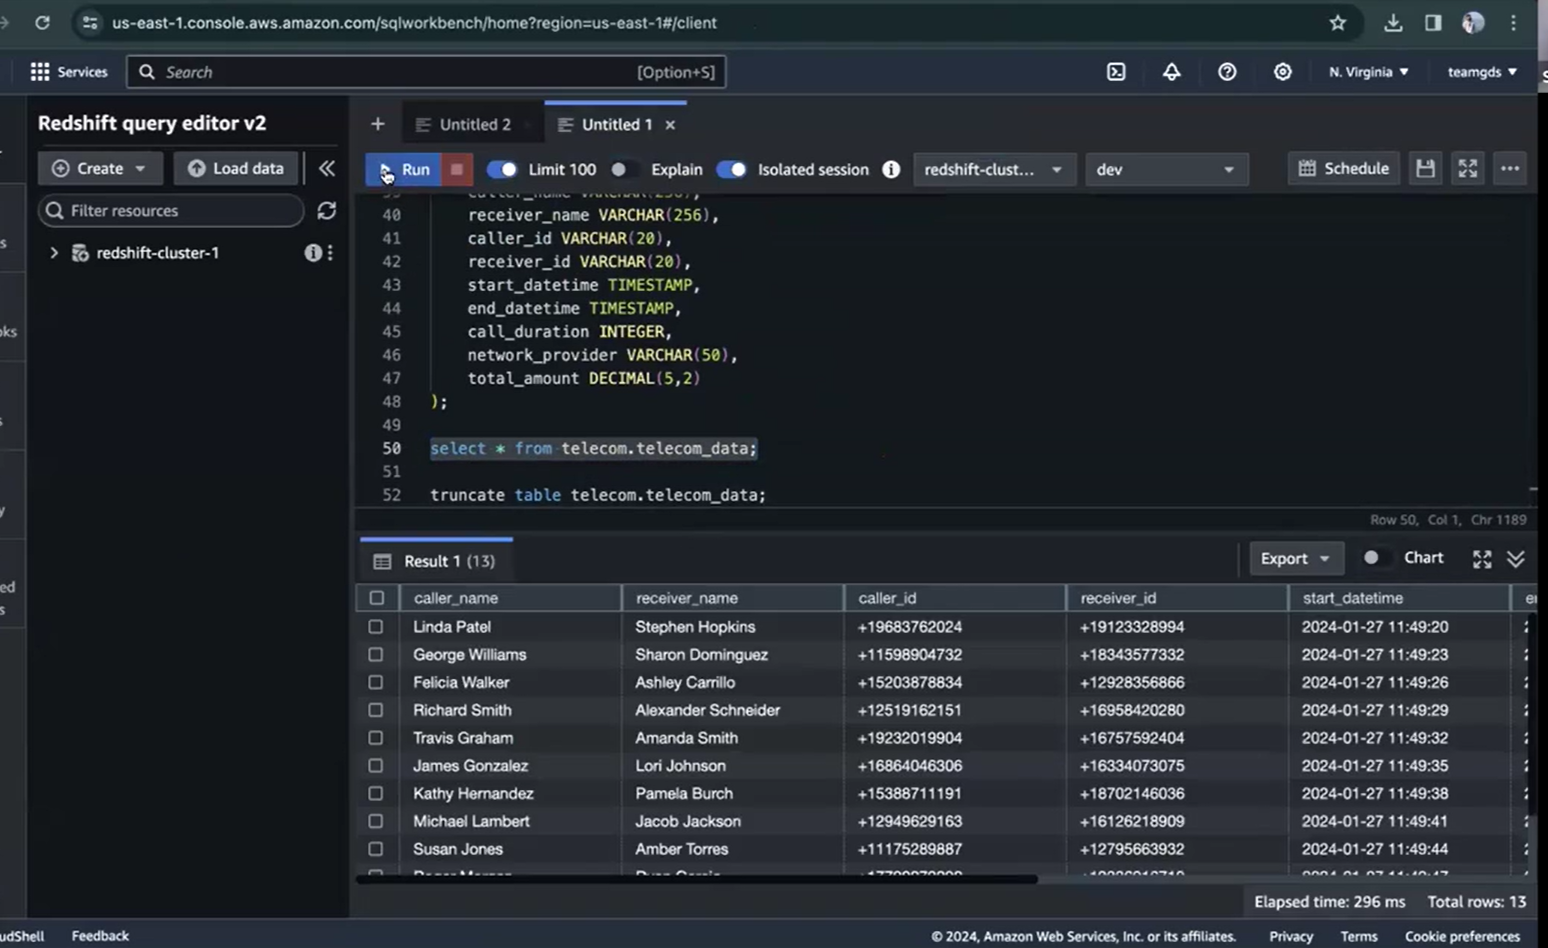 us-east-1.console.aws.amazon.com/sqlworkbench/home?region=us-east-1#/client
Services Search [Option+S] N. Virginia teamgds
Redshift query editor v2
Untitled 2 Untitled 1
Create Load data
Run Limit 100 Explain Isolated session redshift-clust... dev Schedule
Filter resources
redshift-cluster-1
40 receiver_name VARCHAR(256),
41 caller_id VARCHAR(20),
42 receiver_id VARCHAR(20),
43 start_datetime TIMESTAMP,
44 end_datetime TIMESTAMP,
45 call_duration INTEGER,
46 network_provider VARCHAR(50),
47 total_amount DECIMAL(5,2)
48 );
49
50 select * from telecom.telecom_data;
51
52 truncate table telecom.telecom_data;
Row 50, Col 1, Chr 1189
Result 1 (13) Export Chart
caller_name receiver_name caller_id receiver_id start_datetime
Linda Patel Stephen Hopkins +19683762024 +19123328994 2024-01-27 11:49:20
George Williams Sharon Dominguez +11598904732 +18343577332 2024-01-27 11:49:23
Felicia Walker Ashley Carrillo +15203878834 +12928356866 2024-01-27 11:49:26
Richard Smith Alexander Schneider +12519162151 +16958420280 2024-01-27 11:49:29
Travis Graham Amanda Smith +19232019904 +16757592404 2024-01-27 11:49:32
James Gonzalez Lori Johnson +16864046306 +16334073075 2024-01-27 11:49:35
Kathy Hernandez Pamela Burch +15388711191 +18702146036 2024-01-27 11:49:38
Michael Lambert Jacob Jackson +12949629163 +16126218909 2024-01-27 11:49:41
Susan Jones Amber Torres +11175289887 +12795663932 2024-01-27 11:49:44
Elapsed time: 296 ms Total rows: 13
udShell Feedback © 2024, Amazon Web Services, Inc. or its affiliates. Privacy Terms Cookie preferences